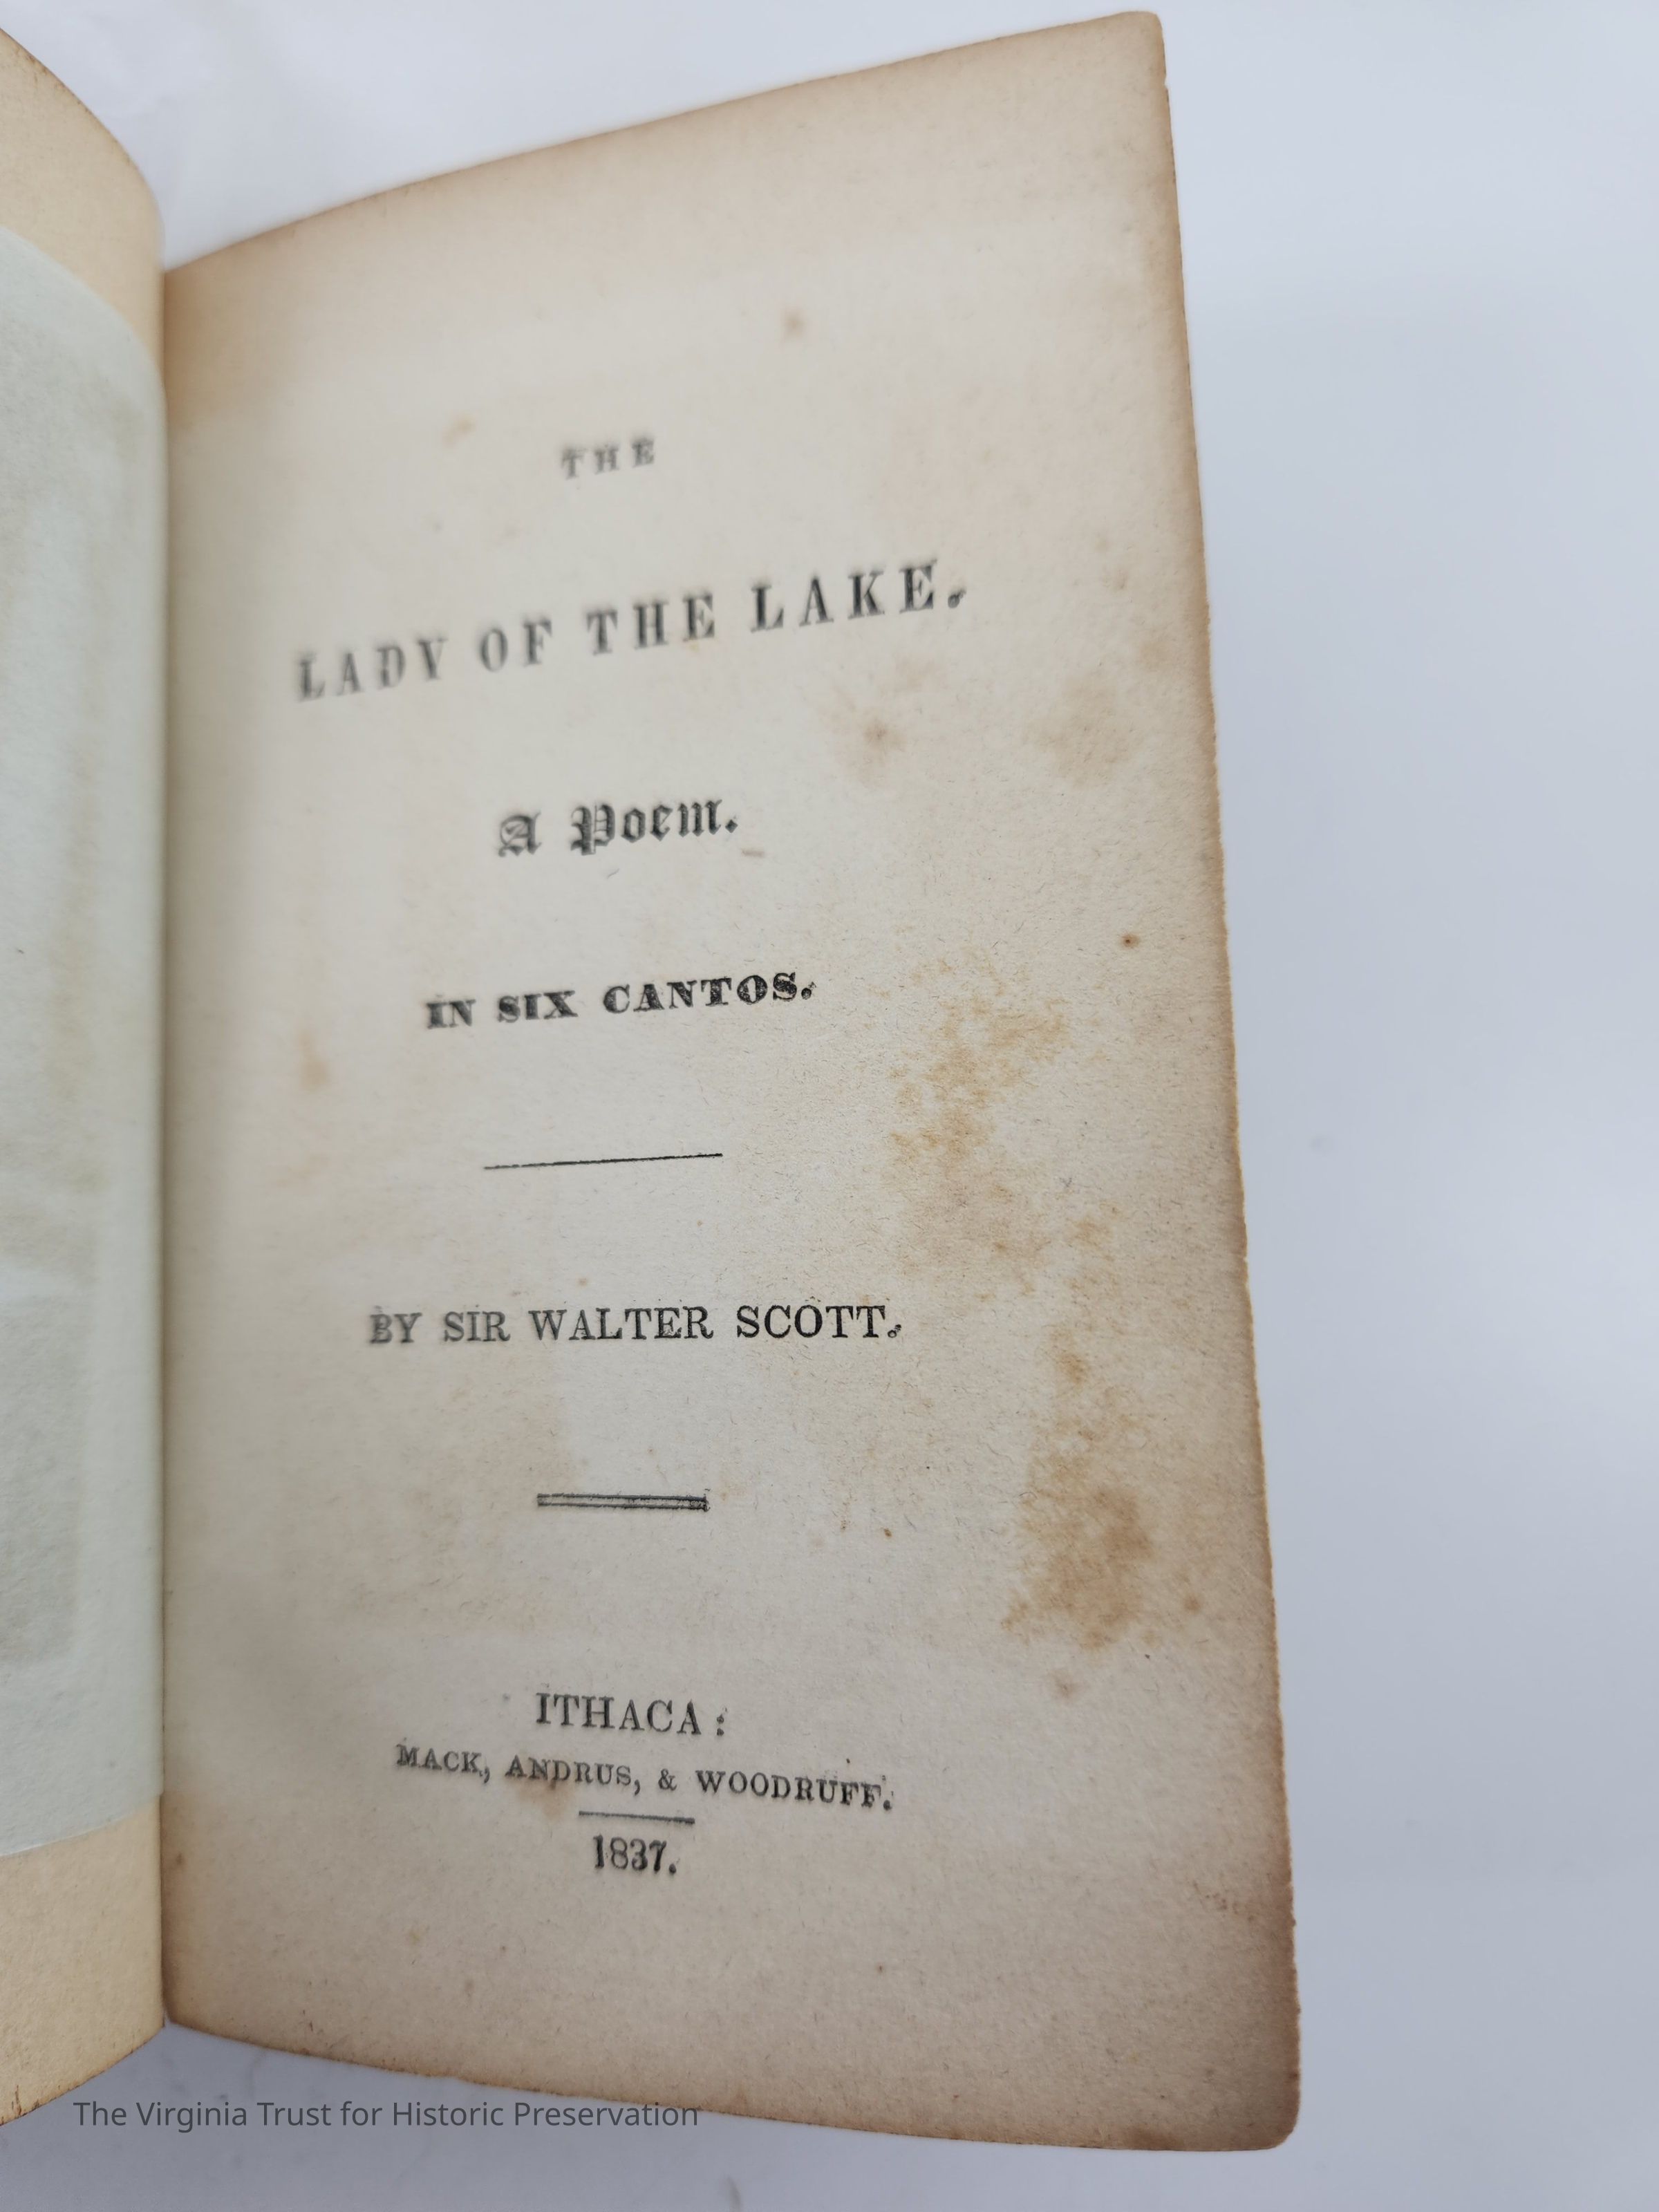 THE
LADY OF THE LAKE.
A Poem.
IN SIX CANTOS.
BY SIR WALTER SCOTT.
ITHACA:
MACK, ANDRUS, & WOODRUFF.
1837.
The Virginia Trust for Historic Preservation